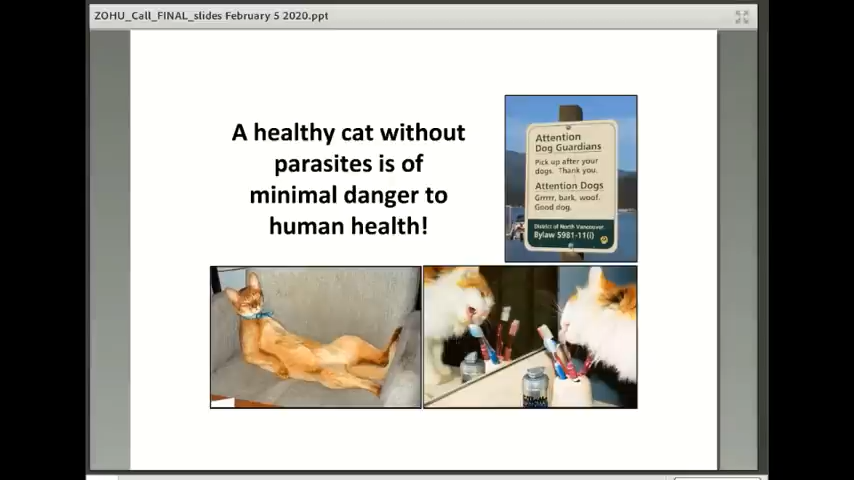 ZOHU_Call_FINAL_slides February 5 2020.ppt
A healthy cat without
parasites is of
minimal danger to
human health!
Attention
Dog Guardians
Pick up after your
dogs. Thank you.
Attention Dogs
Grrrr, bark, woof.
Good dog.
District of North Vancouver
Bylaw 5981-11(i)